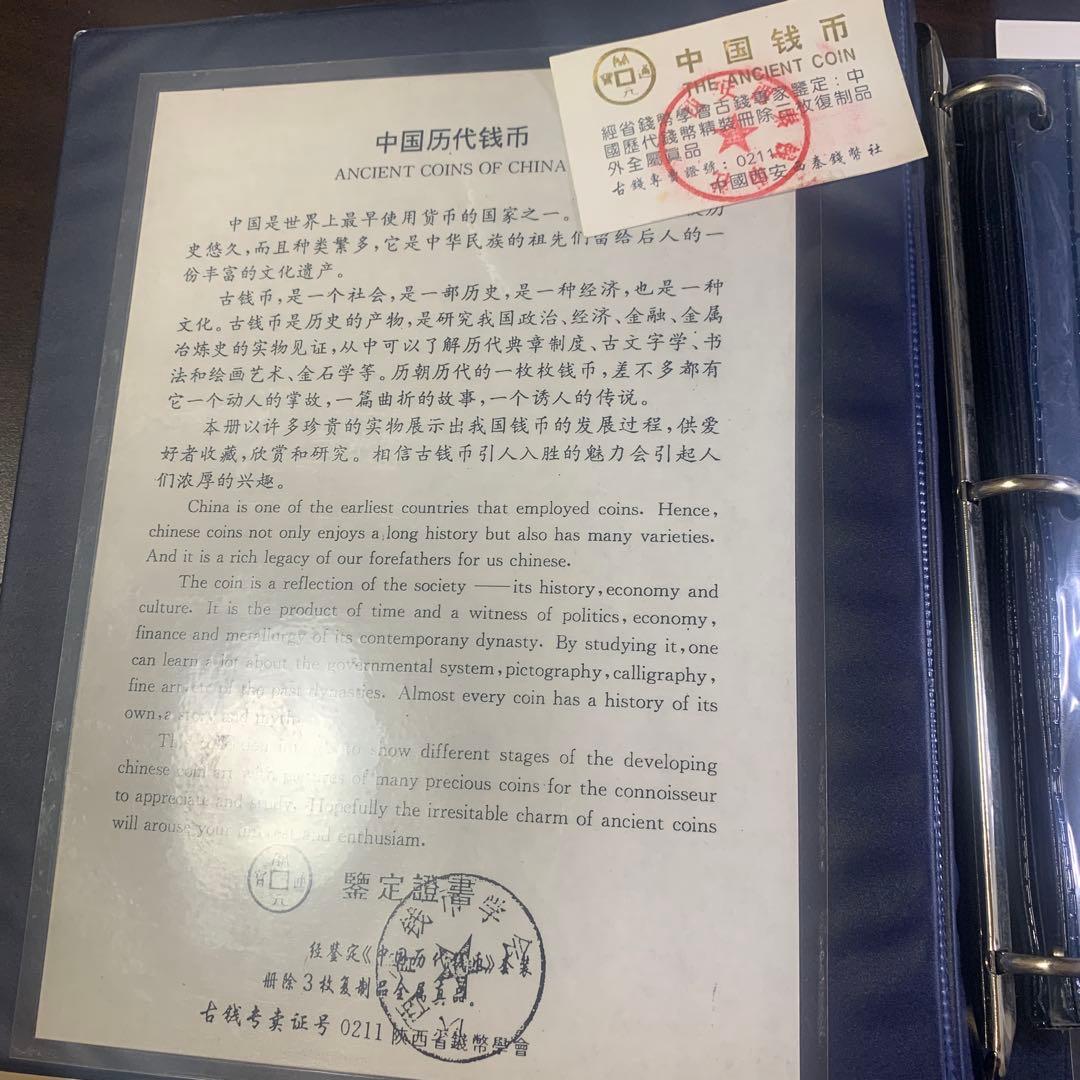 中国钱币
THE ANCIENT COIN
經省錢幣學會古錢專家鑒定：中
國歷代錢幣精裝冊除三枚復制品
外全屬真品
古錢專賣證號：0211
中國西安西秦錢幣社
中国历代钱币
ANCIENT COINS OF CHINA
中国是世界上最早使用货币的国家之一。
史悠久，而且种类繁多，它是中华民族的祖先们留给后人的一
份丰富的文化遗产。
古钱币，是一个社会，是一部历史，是一种经济，也是一种
文化。古钱币是历史的产物，是研究我国政治、经济、金融、金属
冶炼史的实物见证，从中可以了解历代典章制度、古文字学、书
法和绘画艺术、金石学等。历朝历代的一枚枚钱币，差不多都有
它一个动人的掌故，一篇曲折的故事，一个诱人的传说。
本册以许多珍贵的实物展示出我国钱币的发展过程，供爱
好者收藏，欣赏和研究。相信古钱币引人入胜的魅力会引起人
们浓厚的兴趣。
China is one of the earliest countries that employed coins. Hence,
chinese coins not only enjoys a long history but also has many varieties.
And it is a rich legacy of our forefathers for us chinese.
The coin is a reflection of the society —— its history, economy and
culture. It is the product of time and a witness of politics, economy,
finance and metallurgy of its contemporany dynasty. By studying it, one
can learn a lot about the governmental system, pictography, calligraphy,
fine art, etc of the past dynasties. Almost every coin has a history of its
own, a story and myth.
to show different stages of the developing
chinese coin art with pictures of many precious coins for the connoisseur
to appreciate and study. Hopefully the irresitable charm of ancient coins
will arouse your interest and enthusiam.
鑒定證書
经鉴定《中国历代钱币》套装
册除3枚复制品全属真品。
古钱专卖证号 0211 陕西省錢幣學會